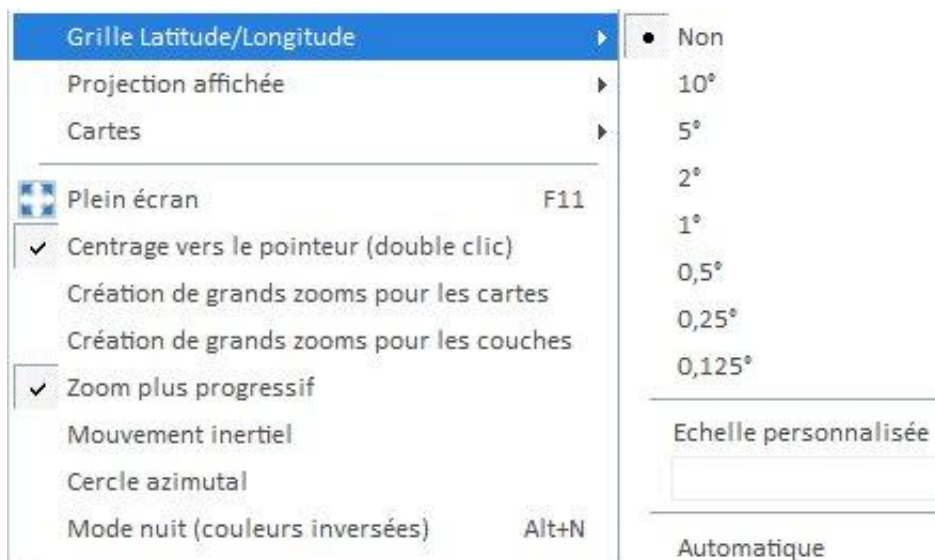 Grille Latitude/Longitude
Projection affichée
Cartes
Plein écran F11
Centrage vers le pointeur (double clic)
Création de grands zooms pour les cartes
Création de grands zooms pour les couches
Zoom plus progressif
Mouvement inertiel
Cercle azimutal
Mode nuit (couleurs inversées) Alt+N
Non
10°
5°
2°
1°
0,5°
0,25°
0,125°
Echelle personnalisée
Automatique